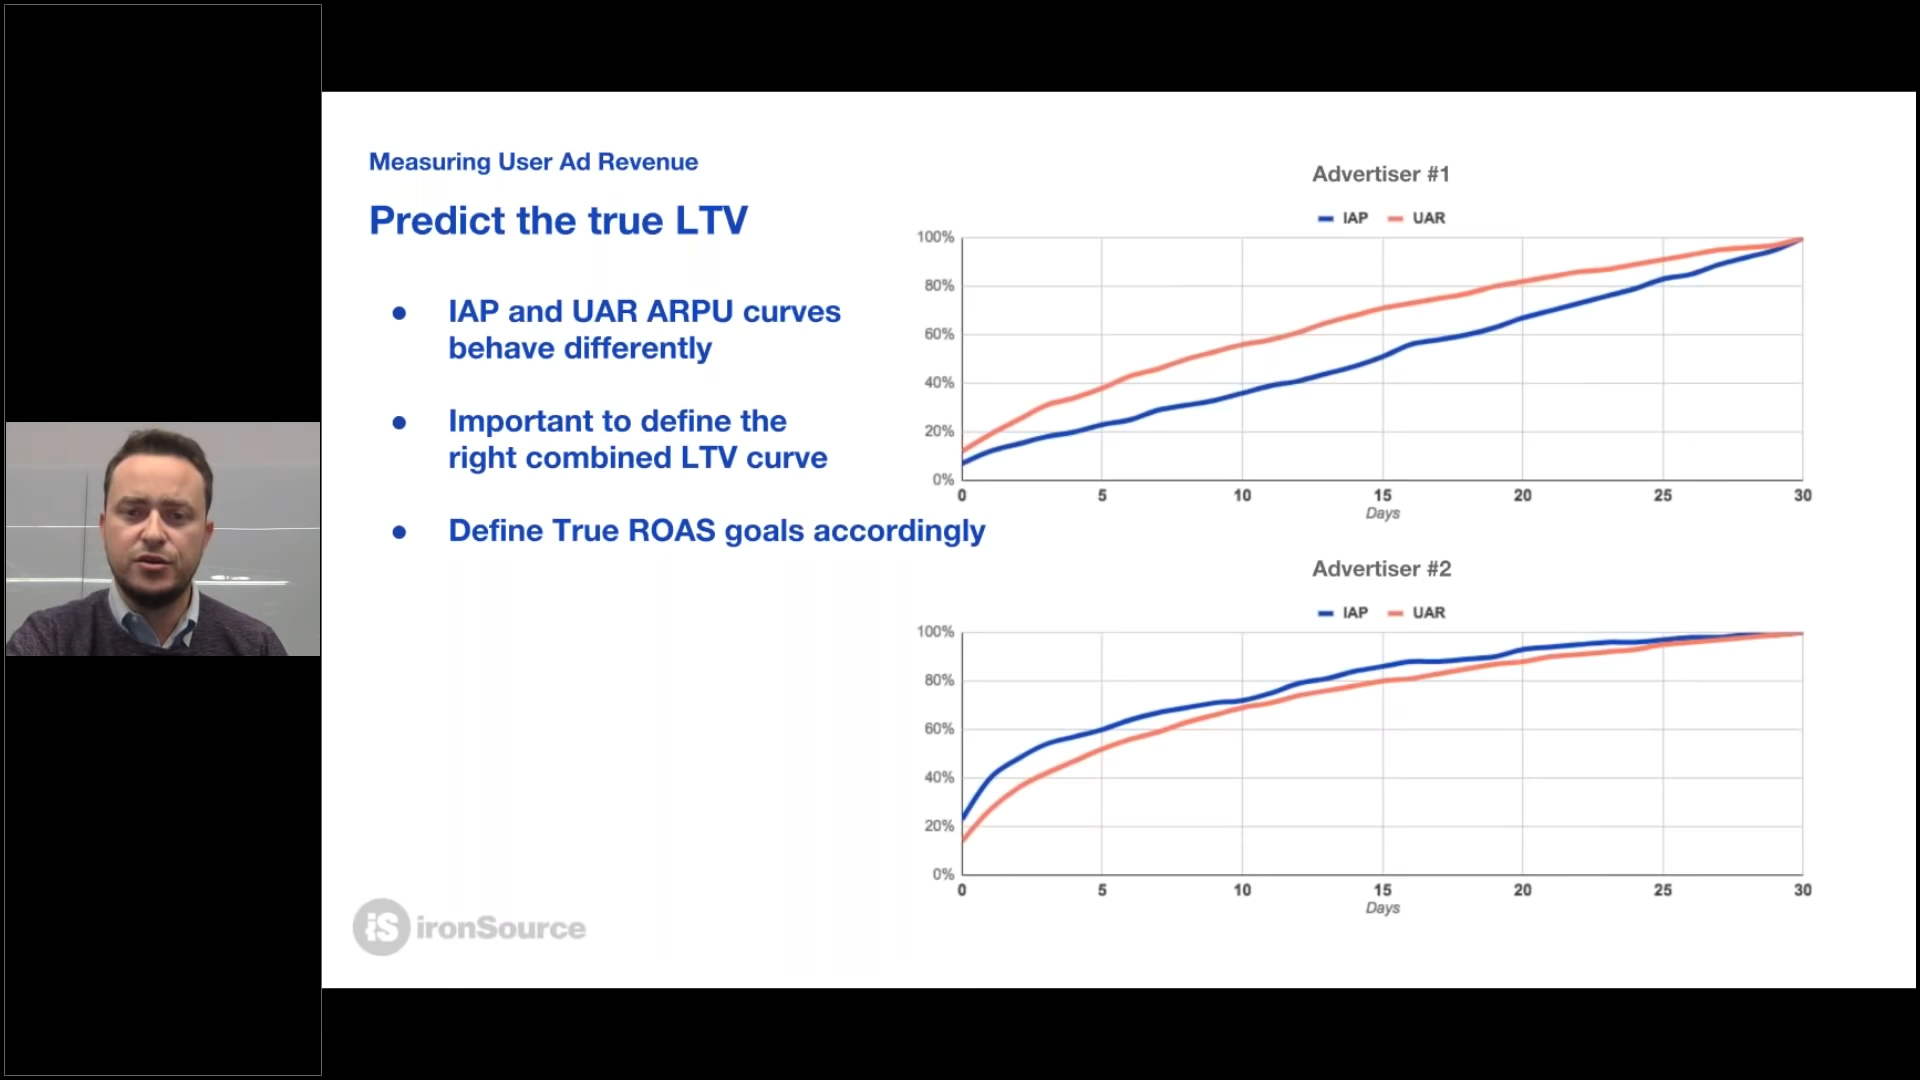 Measuring User Ad Revenue
Predict the true LTV
● IAP and UAR ARPU curves
behave differently
● Important to define the
right combined LTV curve
● Define True ROAS goals accordingly
Advertiser #1
IAP UAR
100%
80%
60%
40%
20%
0%
0 5 10 15 20 25 30
Days
Advertiser #2
IAP UAR
100%
80%
60%
40%
20%
0%
0 5 10 15 20 25 30
Days
iS ironSource